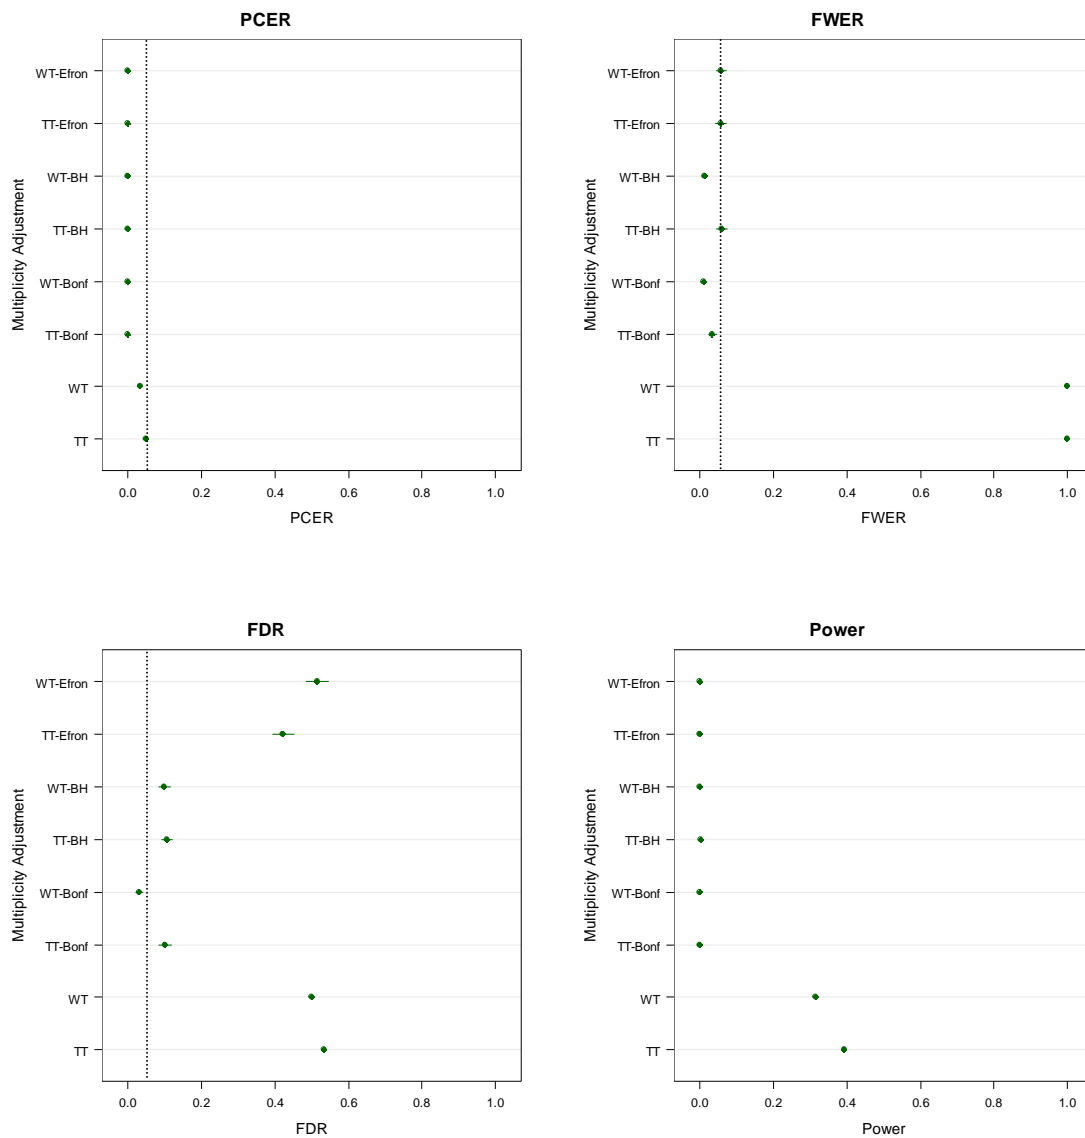 PCER
Multiplicity Adjustment
WT-Efron
TT-Efron
WT-BH
TT-BH
WT-Bonf
TT-Bonf
WT
TT
0.0 0.2 0.4 0.6 0.8 1.0
PCER
FWER
Multiplicity Adjustment
WT-Efron
TT-Efron
WT-BH
TT-BH
WT-Bonf
TT-Bonf
WT
TT
0.0 0.2 0.4 0.6 0.8 1.0
FWER
FDR
Multiplicity Adjustment
WT-Efron
TT-Efron
WT-BH
TT-BH
WT-Bonf
TT-Bonf
WT
TT
0.0 0.2 0.4 0.6 0.8 1.0
FDR
Power
Multiplicity Adjustment
WT-Efron
TT-Efron
WT-BH
TT-BH
WT-Bonf
TT-Bonf
WT
TT
0.0 0.2 0.4 0.6 0.8 1.0
Power